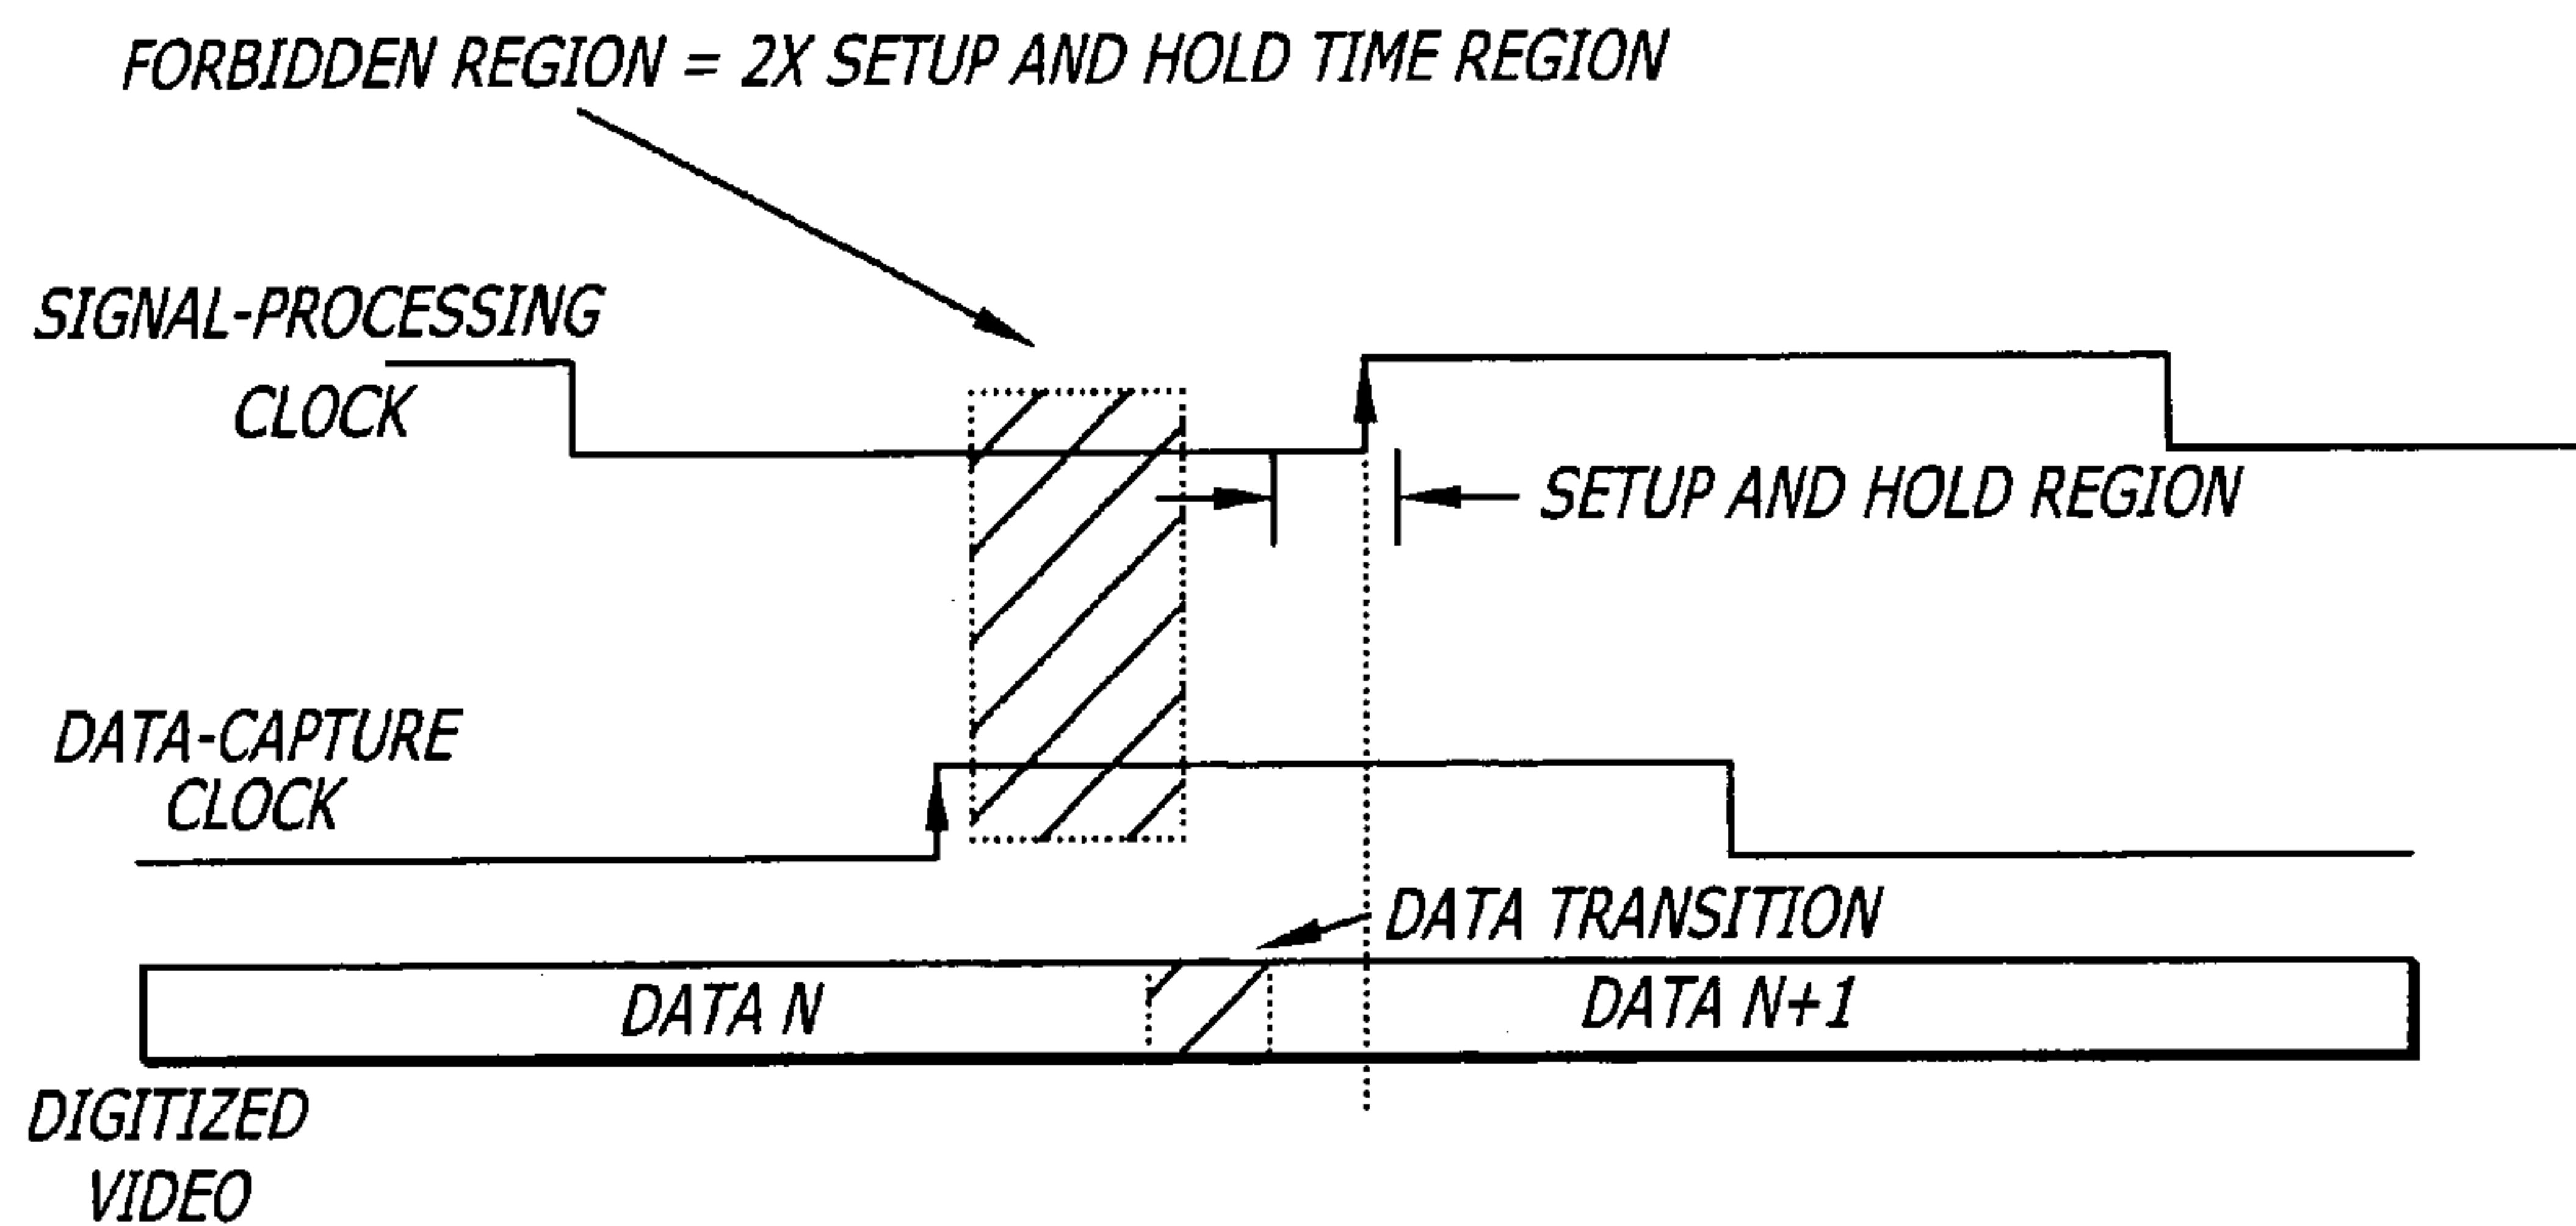 FORBIDDEN REGION = 2X SETUP AND HOLD TIME REGION
SIGNAL-PROCESSING
CLOCK
SETUP AND HOLD REGION
DATA-CAPTURE
CLOCK
DATA TRANSITION
DATA N
DATA N+1
DIGITIZED
VIDEO